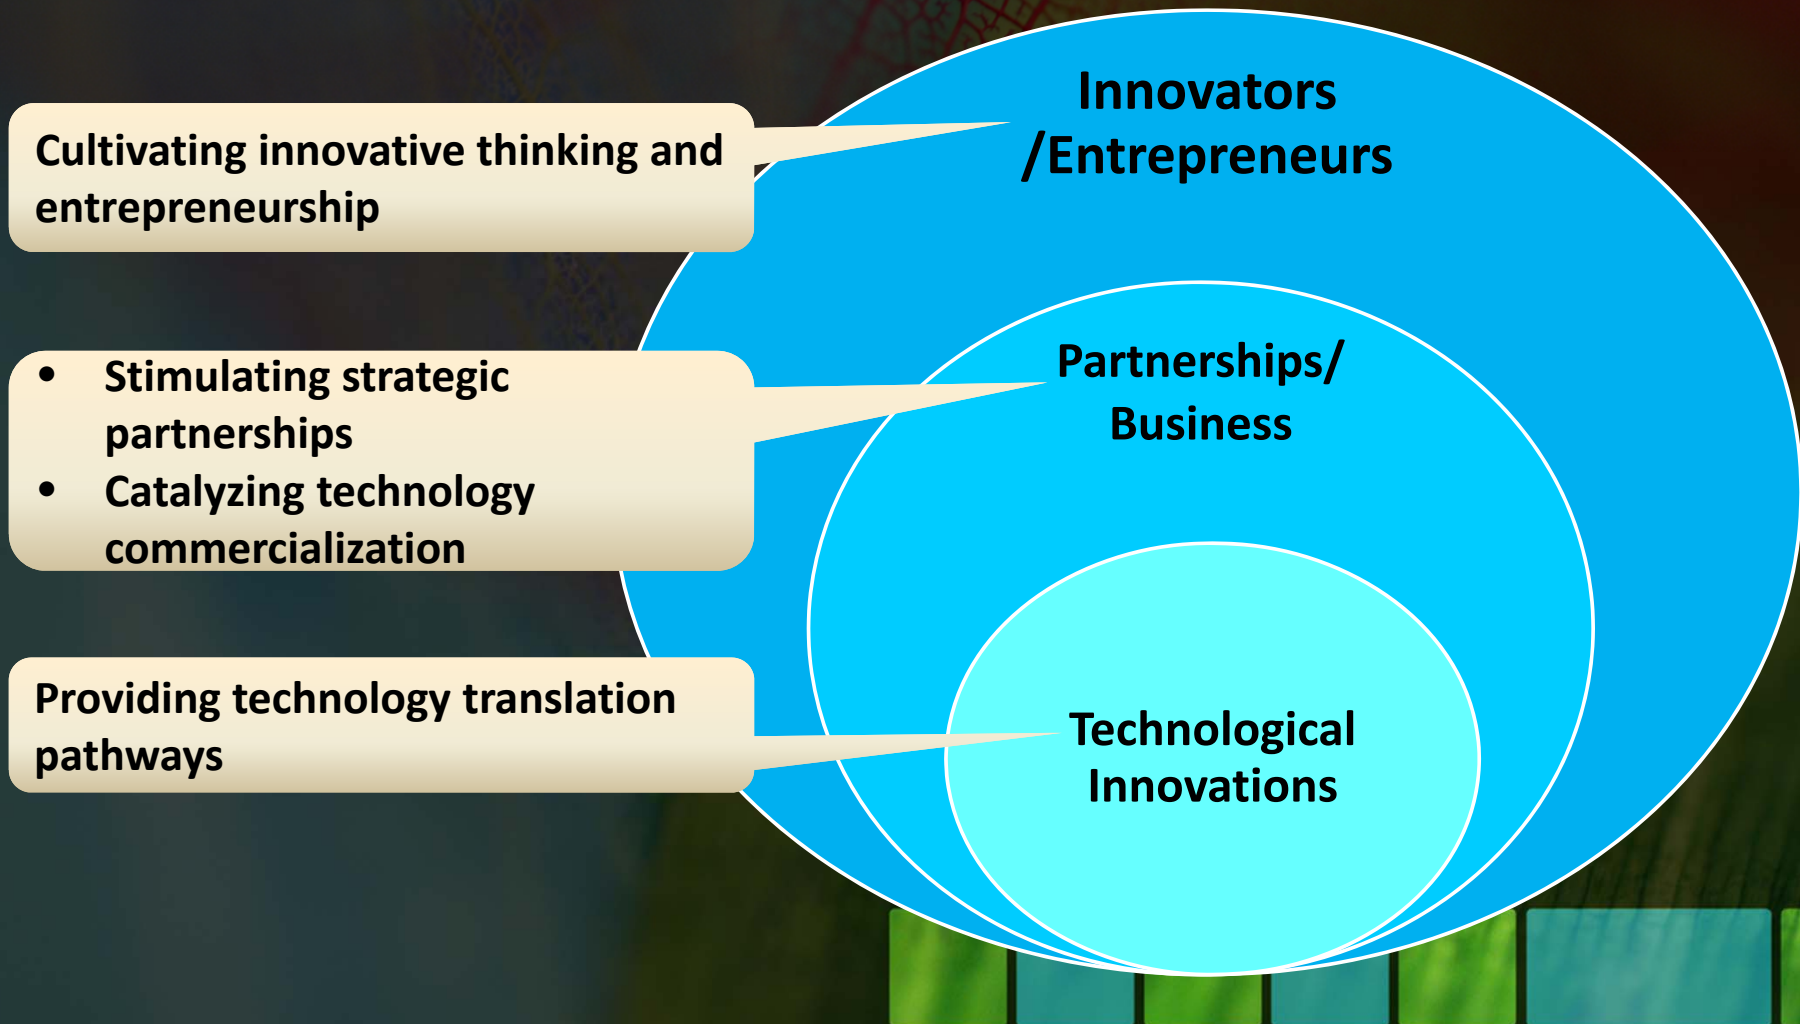 Innovators
/Entrepreneurs
Cultivating innovative thinking and
entrepreneurship
Partnerships/
Business
• Stimulating strategic
partnerships
• Catalyzing technology
commercialization
Technological
Innovations
Providing technology translation
pathways